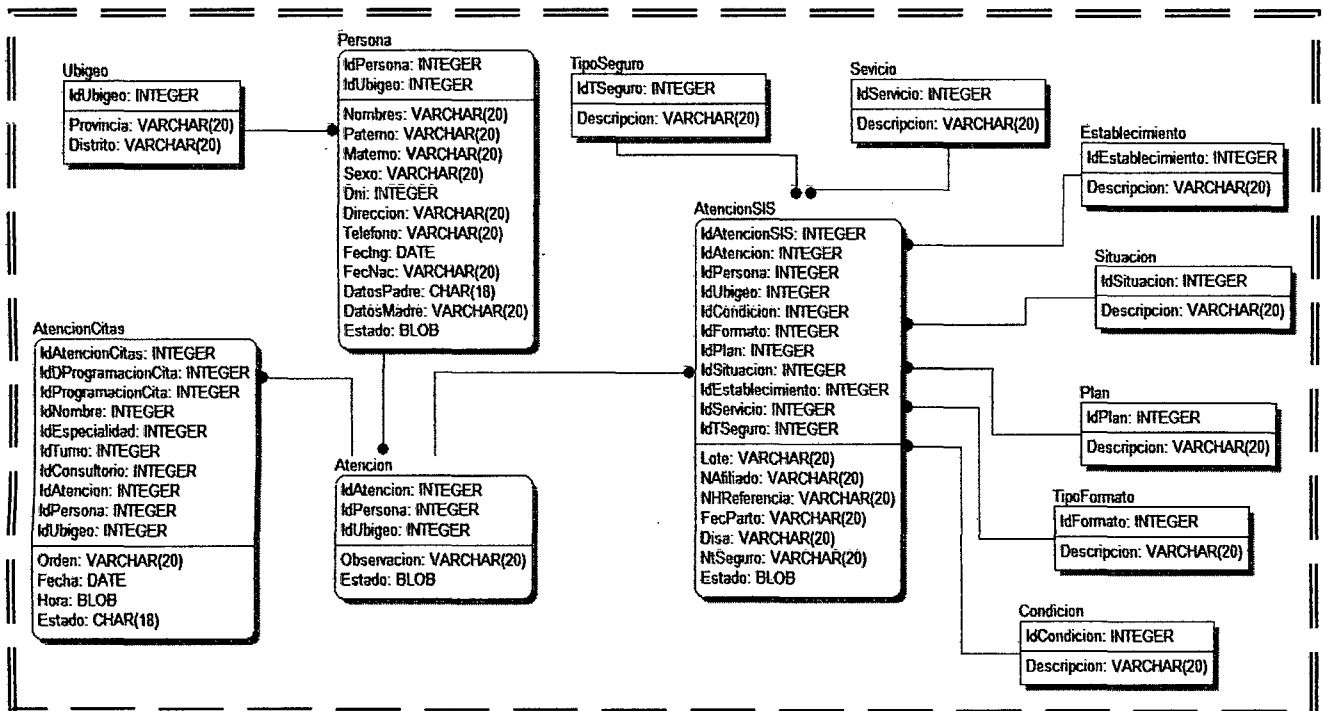 Ubigeo
IdUbigeo: INTEGER
Provincia: VARCHAR(20)
Distrito: VARCHAR(20)
Persona
IdPersona: INTEGER
IdUbigeo: INTEGER
Nombres: VARCHAR(20)
Paterno: VARCHAR(20)
Materno: VARCHAR(20)
Sexo: VARCHAR(20)
Dni: INTEGER
Direccion: VARCHAR(20)
Telefono: VARCHAR(20)
FecIng: DATE
FecNac: VARCHAR(20)
DatosPadre: CHAR(18)
DatosMadre: VARCHAR(20)
Estado: BLOB
TipoSeguro
IdTSeguro: INTEGER
Descripcion: VARCHAR(20)
Sevicio
IdServicio: INTEGER
Descripcion: VARCHAR(20)
Establecimiento
IdEstablecimiento: INTEGER
Descripcion: VARCHAR(20)
AtencionSIS
IdAtencionSIS: INTEGER
IdAtencion: INTEGER
IdPersona: INTEGER
IdUbigeo: INTEGER
IdCondicion: INTEGER
IdFormato: INTEGER
IdPlan: INTEGER
IdSituacion: INTEGER
IdEstablecimiento: INTEGER
IdServicio: INTEGER
IdTSeguro: INTEGER
Lote: VARCHAR(20)
NAfiliado: VARCHAR(20)
NHReferencia: VARCHAR(20)
FecParto: VARCHAR(20)
Disa: VARCHAR(20)
NtSeguro: VARCHAR(20)
Estado: BLOB
Situacion
IdSituacion: INTEGER
Descripcion: VARCHAR(20)
AtencionCitas
IdAtencionCitas: INTEGER
IdDProgramacionCita: INTEGER
IdProgramacionCita: INTEGER
IdNombre: INTEGER
IdEspecialidad: INTEGER
IdTurno: INTEGER
IdConsultorio: INTEGER
IdAtencion: INTEGER
IdPersona: INTEGER
IdUbigeo: INTEGER
Orden: VARCHAR(20)
Fecha: DATE
Hora: BLOB
Estado: CHAR(18)
Atencion
IdAtencion: INTEGER
IdPersona: INTEGER
IdUbigeo: INTEGER
Observacion: VARCHAR(20)
Estado: BLOB
Plan
IdPlan: INTEGER
Descripcion: VARCHAR(20)
TipoFormato
IdFormato: INTEGER
Descripcion: VARCHAR(20)
Condicion
IdCondicion: INTEGER
Descripcion: VARCHAR(20)